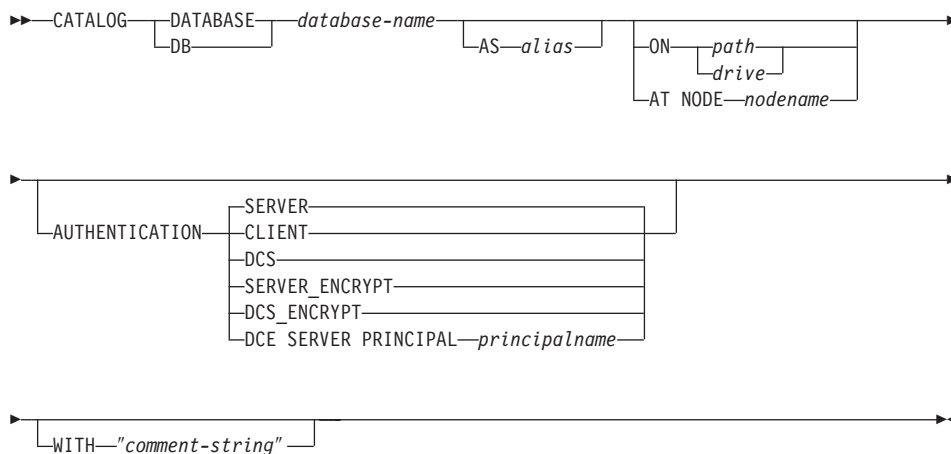 CATALOG DATABASE database-name
DB AS alias ON path
drive
AT NODE nodename
SERVER
AUTHENTICATION CLIENT
DCS
SERVER_ENCRYPT
DCS_ENCRYPT
DCE SERVER PRINCIPAL principalname
WITH "comment-string"